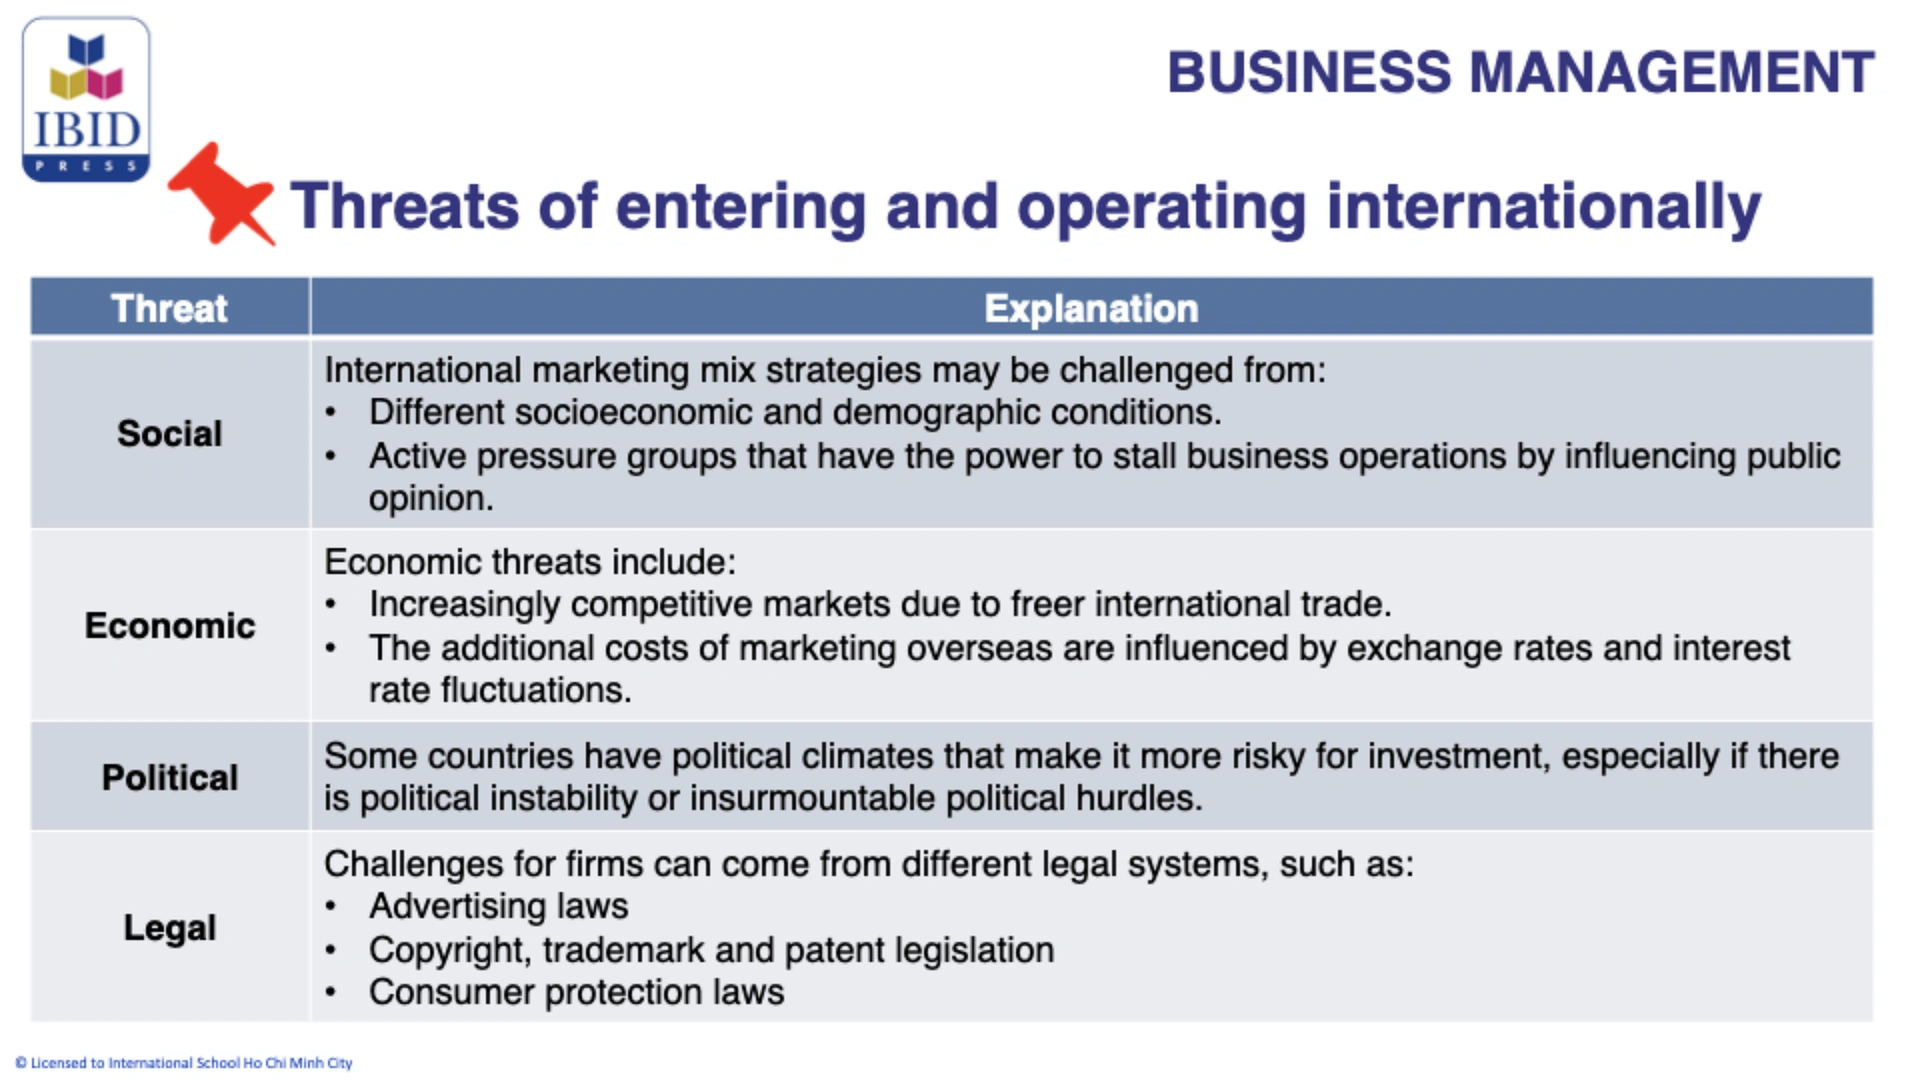 IBID
PRESS
BUSINESS MANAGEMENT
Threats of entering and operating internationally
Threat
Explanation
Social
International marketing mix strategies may be challenged from:
• Different socioeconomic and demographic conditions.
• Active pressure groups that have the power to stall business operations by influencing public
opinion.
Economic
Economic threats include:
• Increasingly competitive markets due to freer international trade.
• The additional costs of marketing overseas are influenced by exchange rates and interest
rate fluctuations.
Political
Some countries have political climates that make it more risky for investment, especially if there
is political instability or insurmountable political hurdles.
Legal
Challenges for firms can come from different legal systems, such as:
• Advertising laws
• Copyright, trademark and patent legislation
• Consumer protection laws
© Licensed to International School Ho Chi Minh City